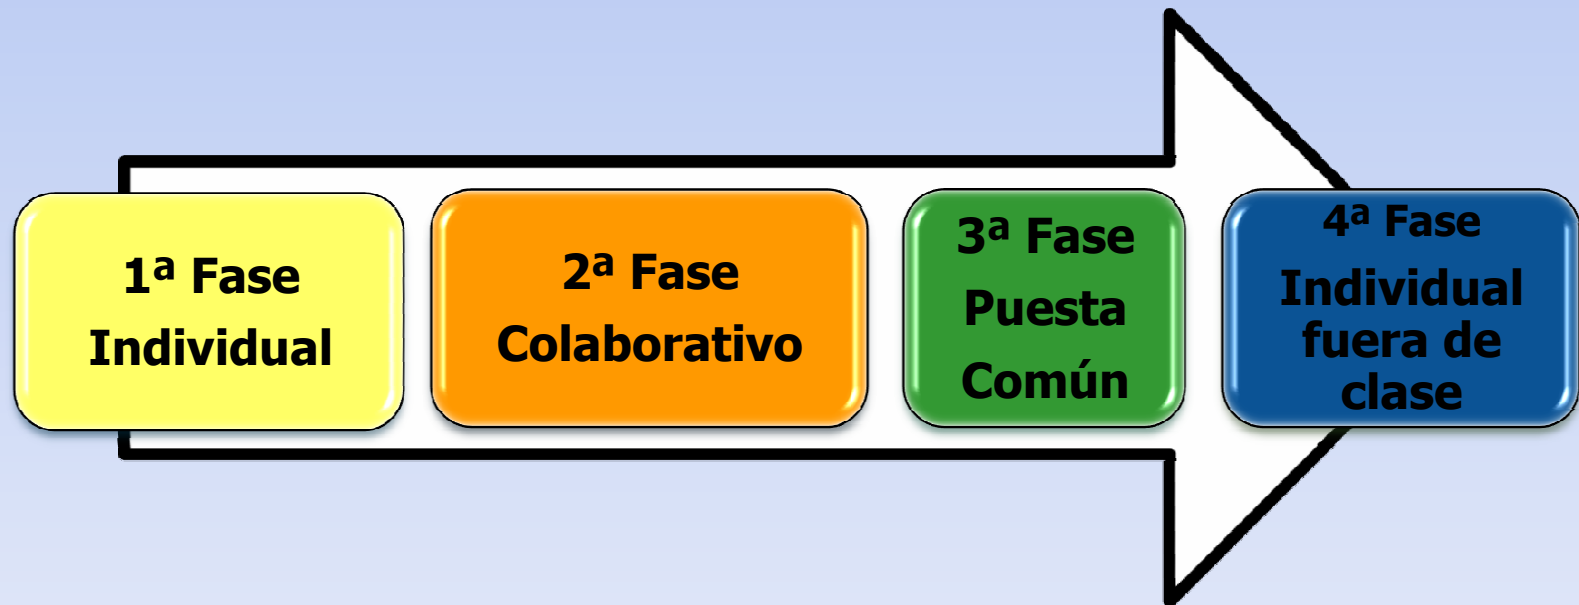 1ª Fase
Individual
2ª Fase
Colaborativo
3ª Fase
Puesta
Común
4ª Fase
Individual
fuera de
clase